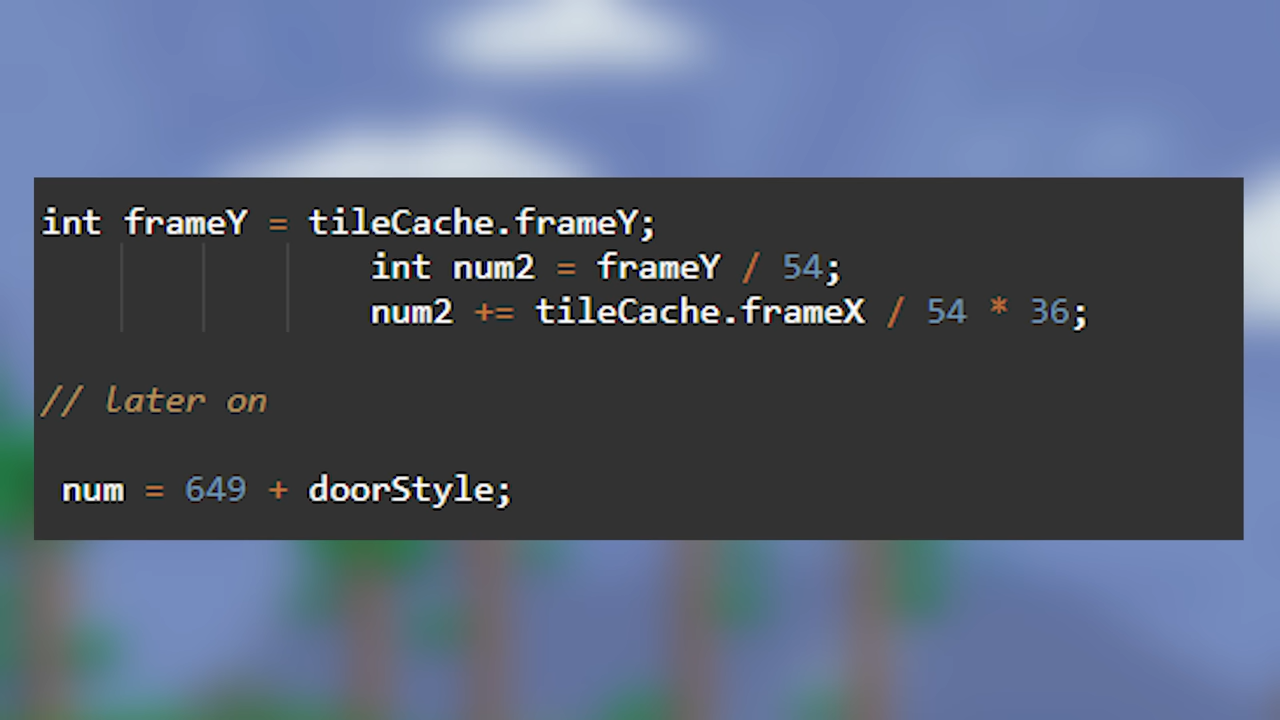 int frameY = tileCache.frameY;
int num2 = frameY / 54;
num2 += tileCache.frameX / 54 * 36;
// later on
num = 649 + doorStyle;